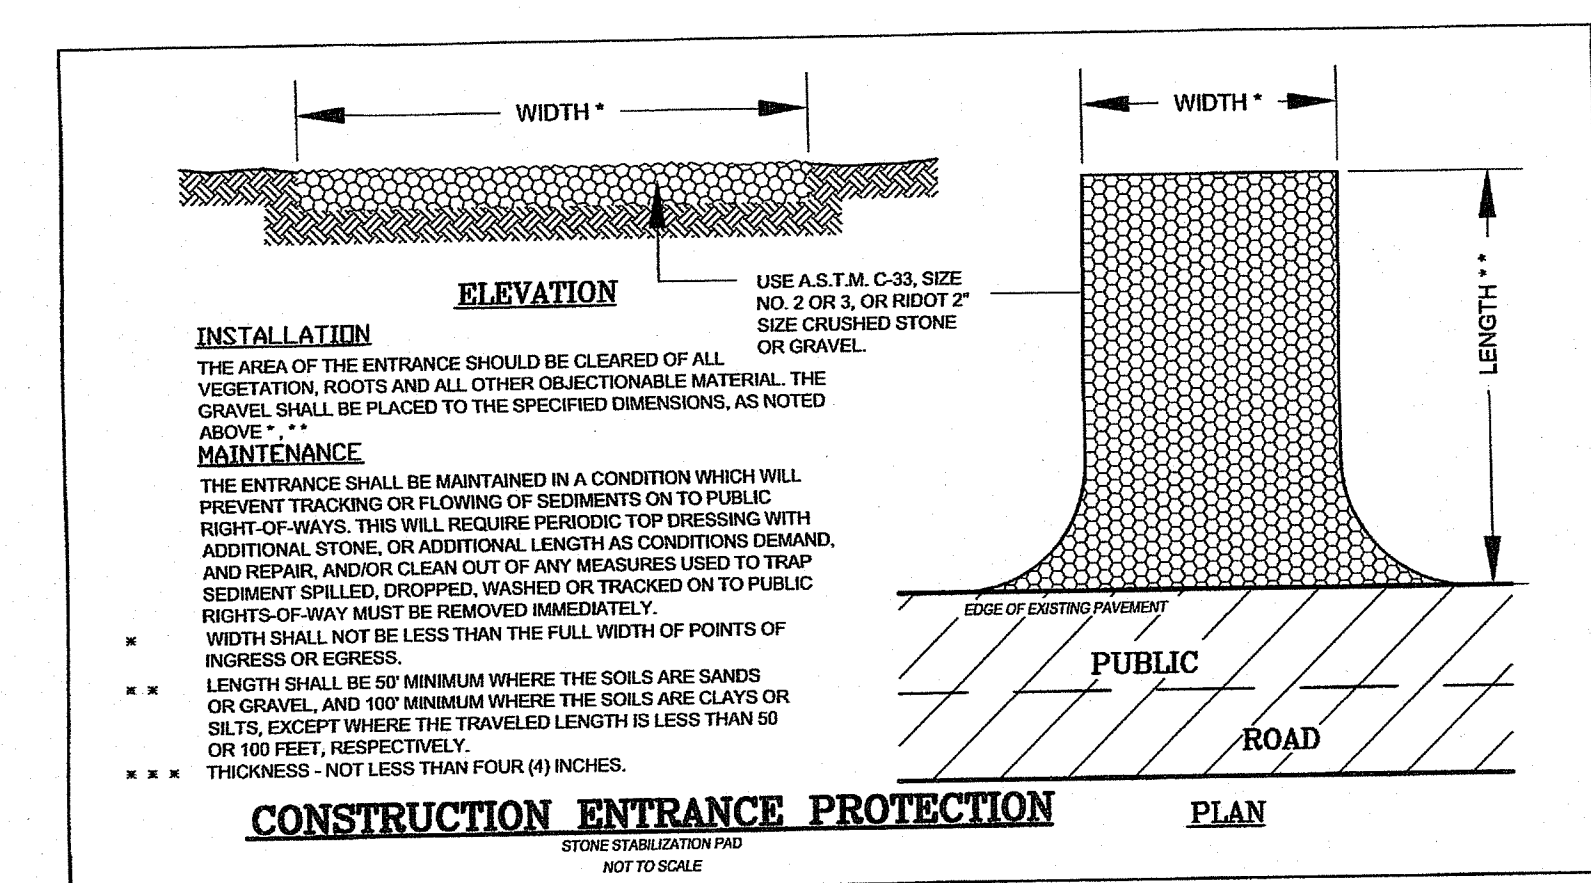 WIDTH *
WIDTH *
LENGTH * *
ELEVATION
USE A.S.T.M. C-33, SIZE
NO. 2 OR 3, OR RIDOT 2"
SIZE CRUSHED STONE
OR GRAVEL.
INSTALLATION
THE AREA OF THE ENTRANCE SHOULD BE CLEARED OF ALL
VEGETATION, ROOTS AND ALL OTHER OBJECTIONABLE MATERIAL. THE
GRAVEL SHALL BE PLACED TO THE SPECIFIED DIMENSIONS, AS NOTED
ABOVE * , * *
MAINTENANCE
THE ENTRANCE SHALL BE MAINTAINED IN A CONDITION WHICH WILL
PREVENT TRACKING OR FLOWING OF SEDIMENTS ON TO PUBLIC
RIGHT-OF-WAYS. THIS WILL REQUIRE PERIODIC TOP DRESSING WITH
ADDITIONAL STONE, OR ADDITIONAL LENGTH AS CONDITIONS DEMAND,
AND REPAIR, AND/OR CLEAN OUT OF ANY MEASURES USED TO TRAP
SEDIMENT SPILLED, DROPPED, WASHED OR TRACKED ON TO PUBLIC
RIGHTS-OF-WAY MUST BE REMOVED IMMEDIATELY.
* WIDTH SHALL NOT BE LESS THAN THE FULL WIDTH OF POINTS OF
INGRESS OR EGRESS.
* * LENGTH SHALL BE 50' MINIMUM WHERE THE SOILS ARE SANDS
OR GRAVEL, AND 100' MINIMUM WHERE THE SOILS ARE CLAYS OR
SILTS, EXCEPT WHERE THE TRAVELED LENGTH IS LESS THAN 50
OR 100 FEET, RESPECTIVELY.
* * * THICKNESS - NOT LESS THAN FOUR (4) INCHES.
EDGE OF EXISTING PAVEMENT
PUBLIC
ROAD
PLAN
CONSTRUCTION ENTRANCE PROTECTION
STONE STABILIZATION PAD
NOT TO SCALE